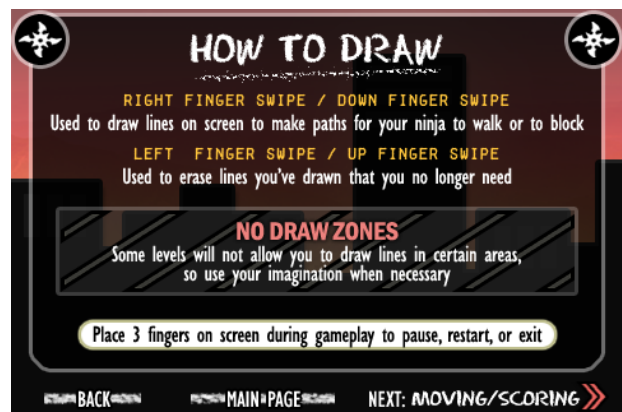 HOW TO DRAW
RIGHT FINGER SWIPE / DOWN FINGER SWIPE
Used to draw lines on screen to make paths for your ninja to walk or to block
LEFT FINGER SWIPE / UP FINGER SWIPE
Used to erase lines you've drawn that you no longer need
NO DRAW ZONES
Some levels will not allow you to draw lines in certain areas,
so use your imagination when necessary
Place 3 fingers on screen during gameplay to pause, restart, or exit
BACK MAIN PAGE NEXT: MOVING/SCORING